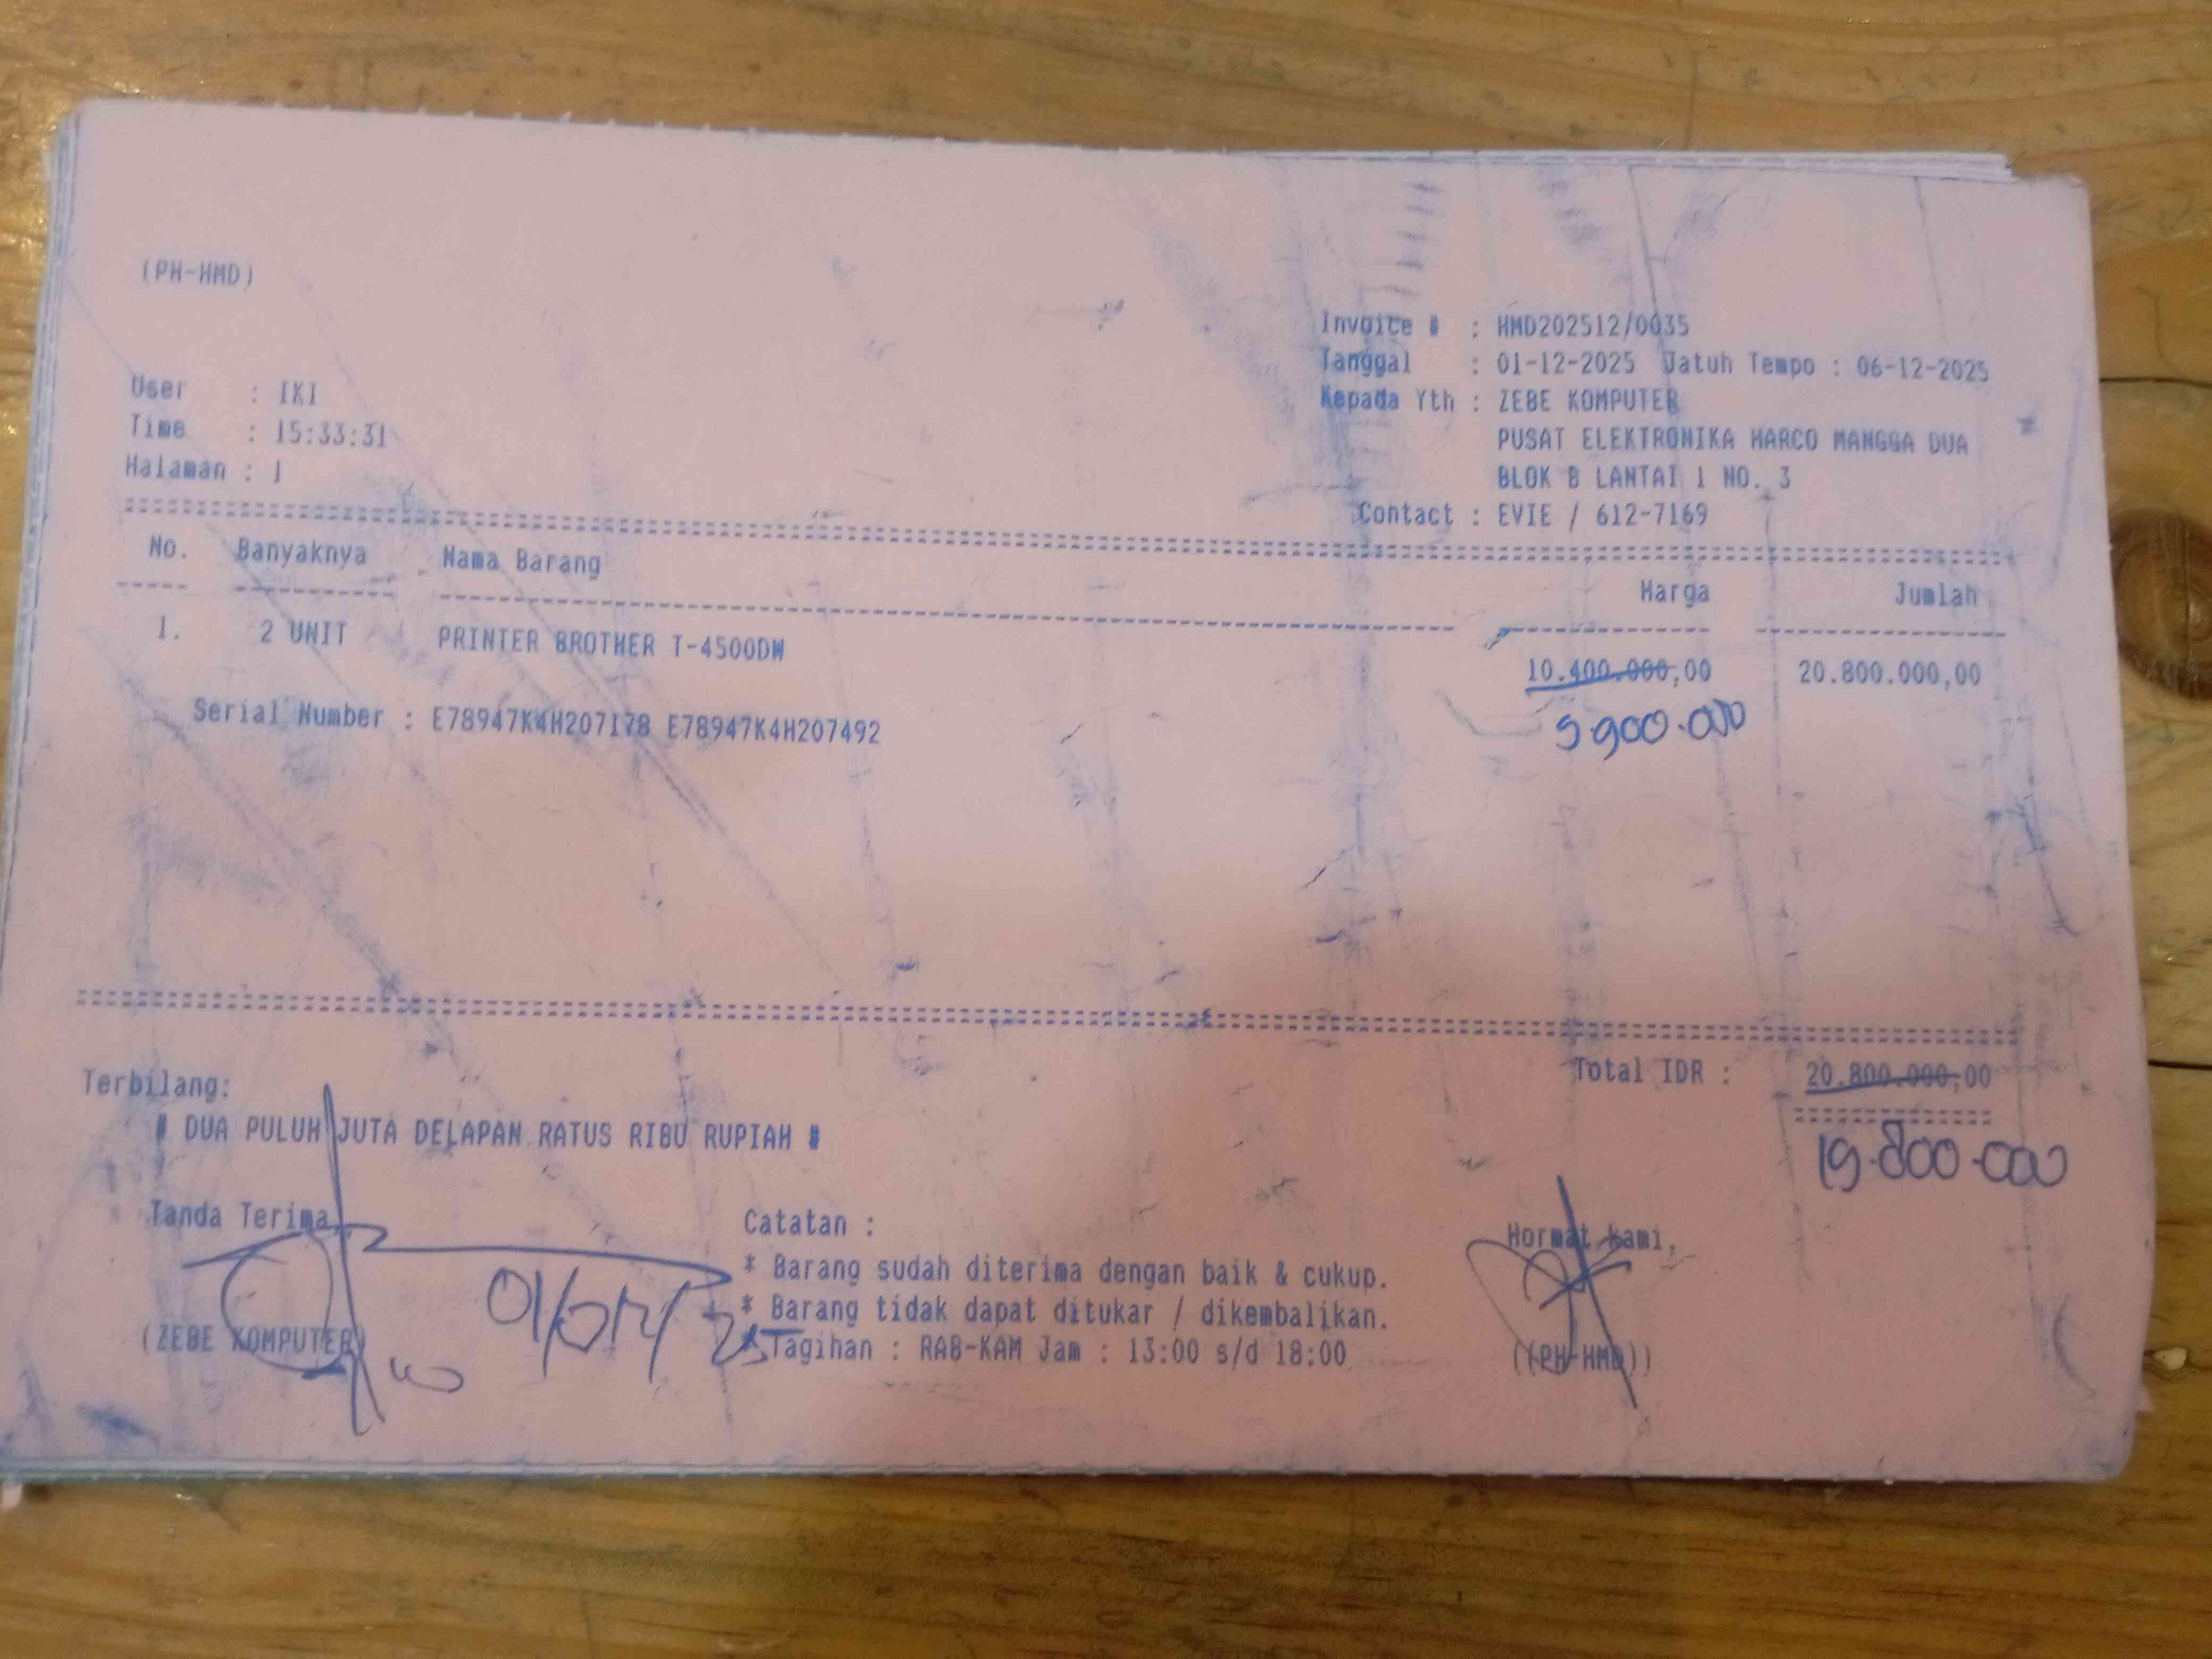 (PH-HMD)
Invoice # : HMD202512/0035
Tanggal : 01-12-2025 Jatuh Tempo : 06-12-2025
Kepada Yth : ZEBE KOMPUTER
PUSAT ELEKTRONIKA HARCO MANGGA DUA
BLOK B LANTAI 1 NO. 3
Contact : EVIE / 612-7169
User : IKI
Time : 15:33:31
Halaman : 1
No. Banyaknya Nama Barang Harga Jumlah
1. 2 UNIT PRINTER BROTHER T-4500DW 10.400.000,00 20.800.000,00
9.900.000
Serial Number : E78947K4H207178 E78947K4H207492
Total IDR : 20.800.000,00
19.800.000
Terbilang:
# DUA PULUH JUTA DELAPAN RATUS RIBU RUPIAH #
Tanda Terima,
(ZEBE KOMPUTER)
Catatan :
* Barang sudah diterima dengan baik & cukup.
* Barang tidak dapat ditukar / dikembalikan.
* Tagihan : RAB-KAM Jam : 13:00 s/d 18:00
Hormat kami,
((PH-HMD))